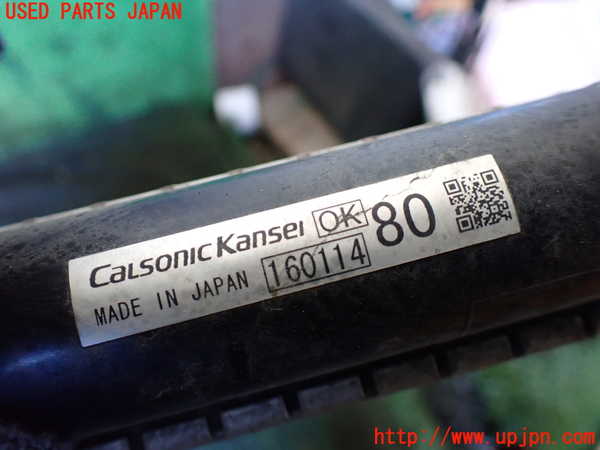 USED PARTS JAPAN
CalsonicKansei OK 80
MADE IN JAPAN 160114
http://www.upjpn.com